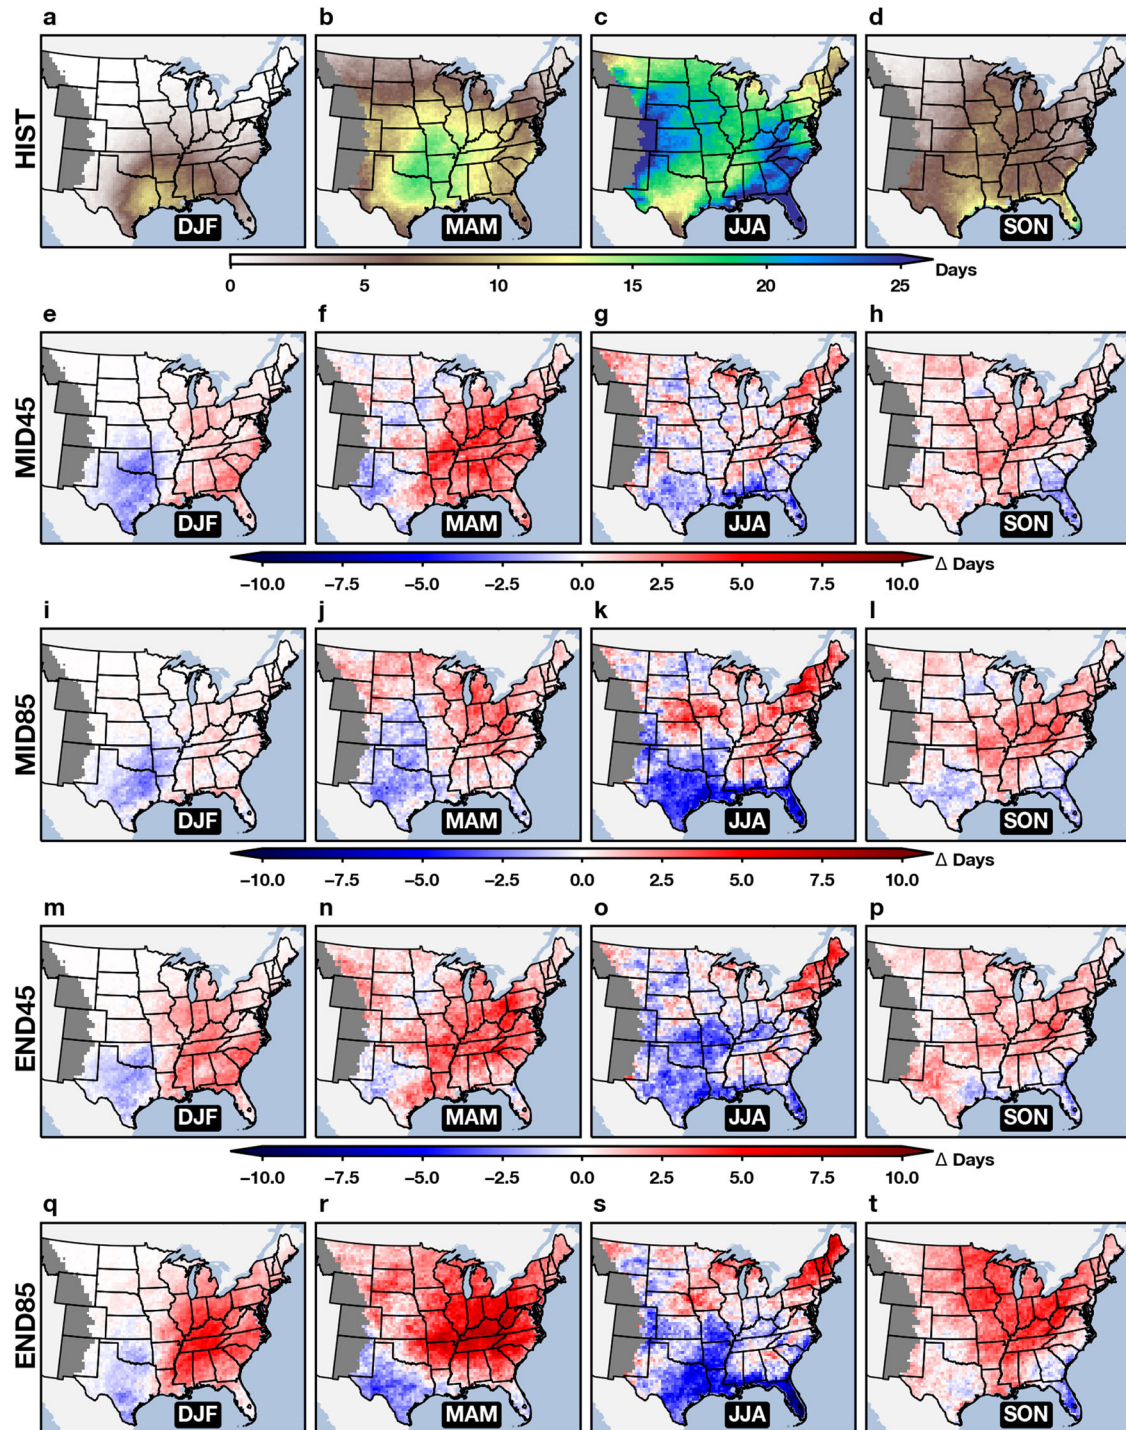 a b c d
HIST
DJF MAM JJA SON
0 5 10 15 20 25 Days
e f g h
MID45
DJF MAM JJA SON
−10.0 −7.5 −5.0 −2.5 0.0 2.5 5.0 7.5 10.0 Δ Days
i j k l
MID85
DJF MAM JJA SON
−10.0 −7.5 −5.0 −2.5 0.0 2.5 5.0 7.5 10.0 Δ Days
m n o p
END45
DJF MAM JJA SON
−10.0 −7.5 −5.0 −2.5 0.0 2.5 5.0 7.5 10.0 Δ Days
q r s t
END85
DJF MAM JJA SON